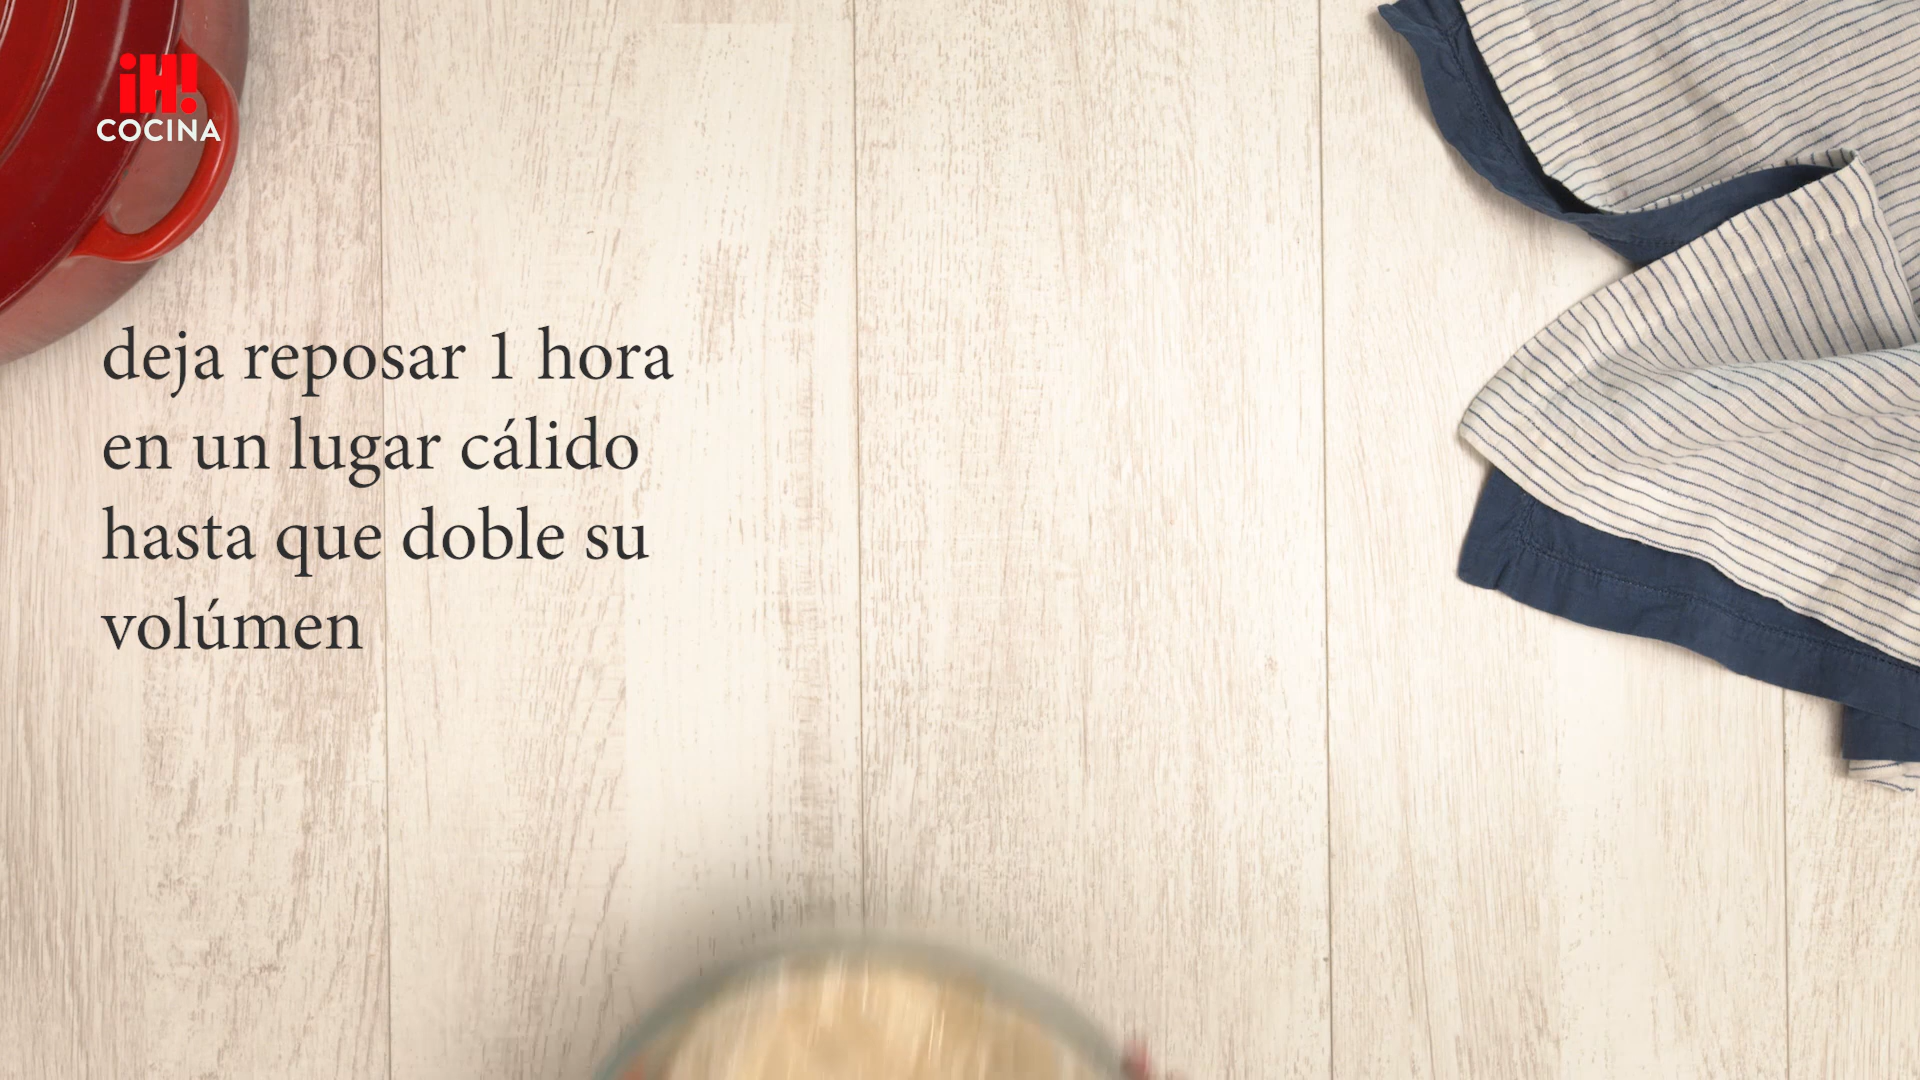 ¡H!
COCINA
deja reposar 1 hora
en un lugar cálido
hasta que doble su
volúmen